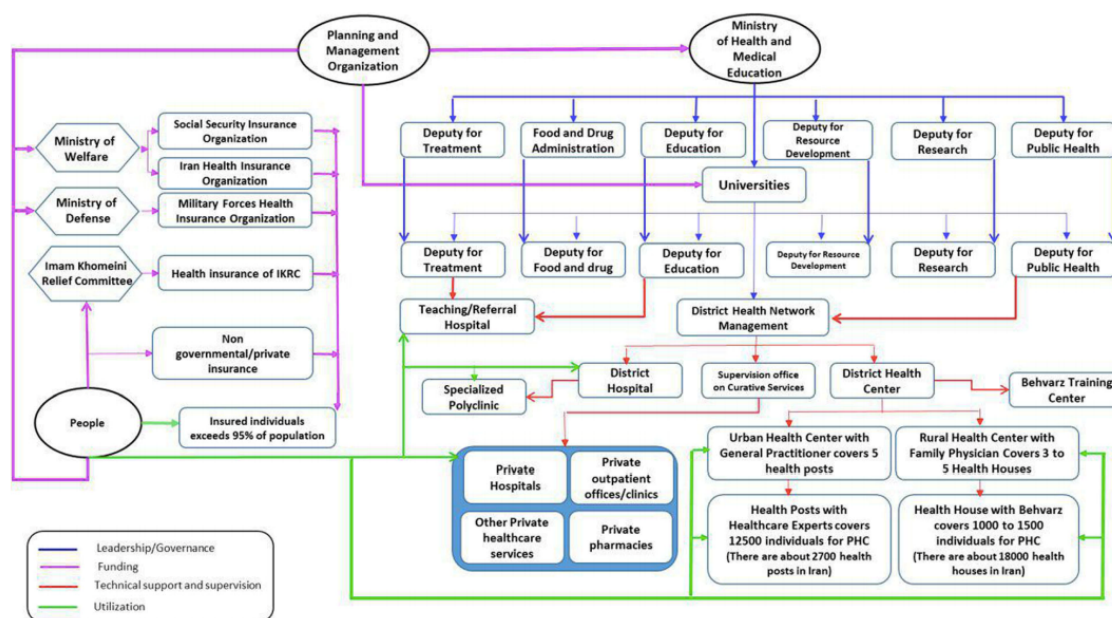 Planning and
Management
Organization
Ministry
of Health and
Medical
Education
Ministry of
Welfare
Social Security Insurance
Organization
Iran Health Insurance
Organization
Ministry of
Defense
Military Forces Health
Insurance Organization
Imam Khomeini
Relief Committee
Health insurance of IKRC
Non
governmental/private
insurance
People
Insured individuals
exceeds 95% of population
Deputy for
Treatment
Food and Drug
Administration
Deputy for
Education
Deputy for
Resource
Development
Deputy for
Research
Deputy for
Public Health
Universities
Deputy for
Treatment
Deputy for
Food and drug
Deputy for
Education
Deputy for Resource
Development
Deputy for
Research
Deputy for
Public Health
Teaching/Referral
Hospital
District Health Network
Management
Specialized
Polyclinic
District
Hospital
Supervision office
on Curative Services
District Health
Center
Behvarz Training
Center
Private
Hospitals
Private
outpatient
offices/clinics
Other Private
healthcare
services
Private
pharmacies
Urban Health Center with
General Practitioner covers 5
health posts
Rural Health Center with
Family Physician Covers 3 to
5 Health Houses
Health Posts with
Healthcare Experts covers
12500 individuals for PHC
(There are about 2700 health
posts in Iran)
Health House with Behvarz
covers 1000 to 1500
individuals for PHC
(There are about 18000 health
houses in Iran)
Leadership/Governance
Funding
Technical support and supervision
Utilization